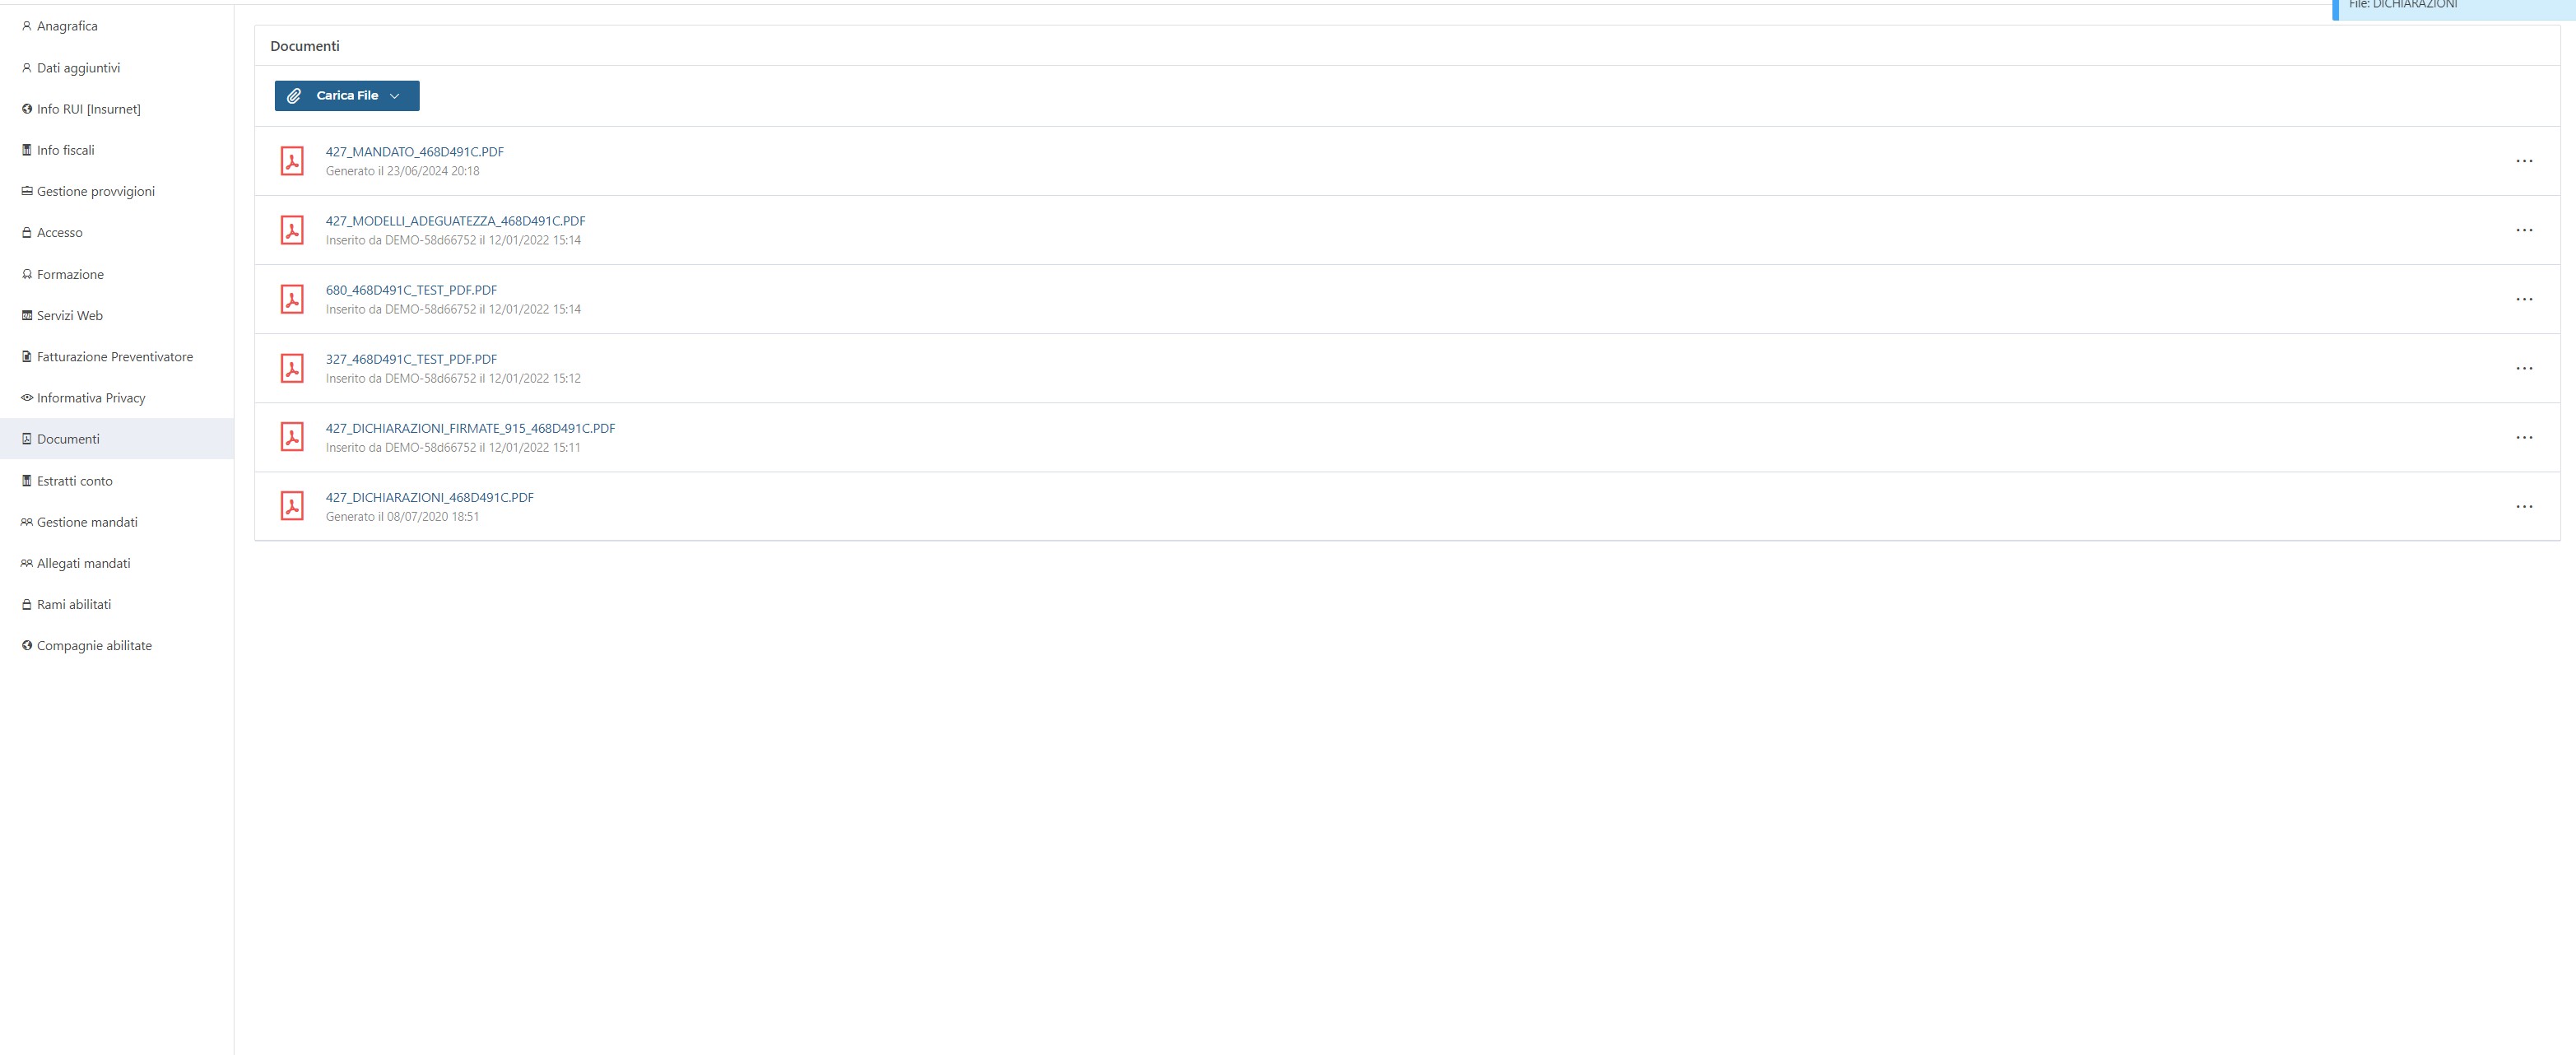 File: DICHIARAZIONI
Anagrafica
Dati aggiuntivi
Info RUI [Insurnet]
Info fiscali
Gestione provvigioni
Accesso
Formazione
Servizi Web
Fatturazione Preventivatore
Informativa Privacy
Documenti
Estratti conto
Gestione mandati
Allegati mandati
Rami abilitati
Compagnie abilitate
Documenti
Carica File
427_MANDATO_468D491C.PDF
Generato il 23/06/2024 20:18
427_MODELLI_ADEGUATEZZA_468D491C.PDF
Inserito da DEMO-58d66752 il 12/01/2022 15:14
680_468D491C_TEST_PDF.PDF
Inserito da DEMO-58d66752 il 12/01/2022 15:14
327_468D491C_TEST_PDF.PDF
Inserito da DEMO-58d66752 il 12/01/2022 15:12
427_DICHIARAZIONI_FIRMATE_915_468D491C.PDF
Inserito da DEMO-58d66752 il 12/01/2022 15:11
427_DICHIARAZIONI_468D491C.PDF
Generato il 08/07/2020 18:51